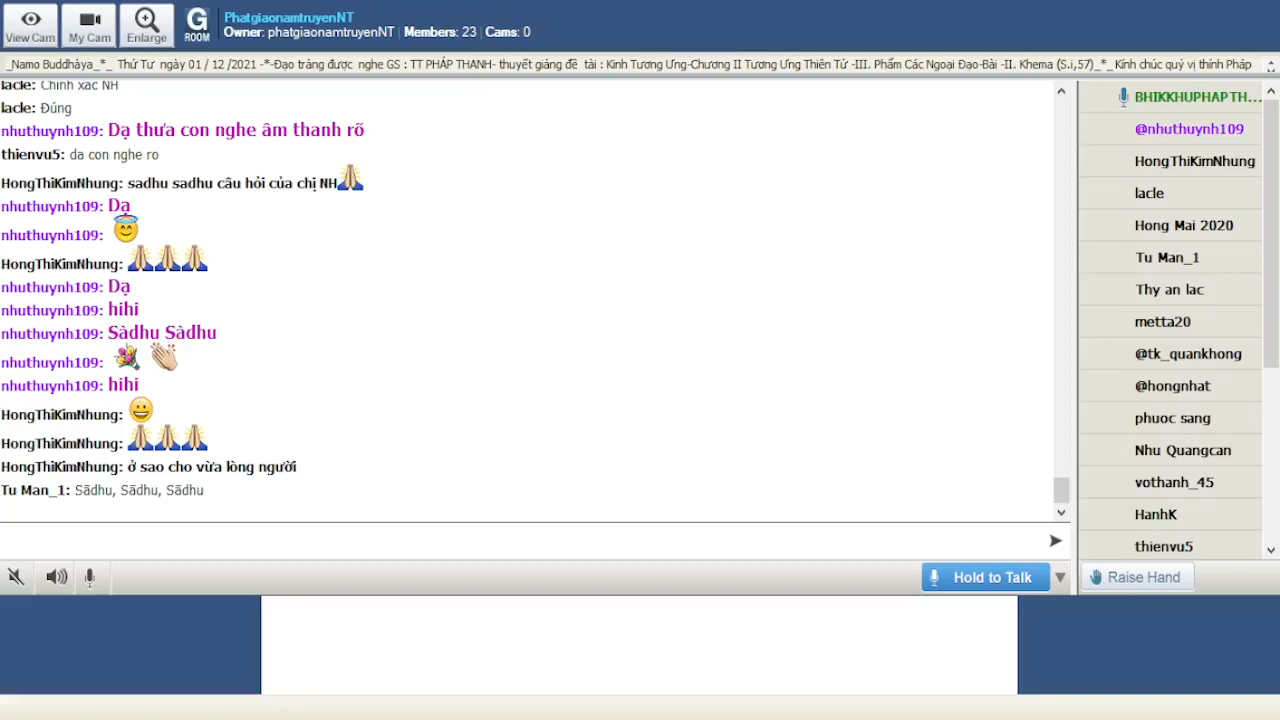 View Cam
My Cam
Enlarge
G
ROOM
PhatgiaonamtruyenNT
Owner: phatgiaonamtruyenNT | Members: 23 | Cams: 0
_Namo Buddhàya_*_ Thứ Tư ngày 01 / 12 /2021 -*-Đạo tràng được nghe GS : TT PHÁP THANH- thuyết giảng đề tài : Kinh Tương Ưng-Chương II Tương Ưng Thiên Tử -III. Phẩm Các Ngoại Đạo-Bài -II. Khema (S.i,57)_*_Kính chúc quý vị thính Pháp
lacle: Chính xác NH
lacle: Đúng
nhuthuynh109: Dạ thưa con nghe âm thanh rõ
thienvu5: da con nghe ro
HongThiKimNhung: sadhu sadhu câu hỏi của chị NH🙏
nhuthuynh109: Dạ
nhuthuynh109: 😇
HongThiKimNhung: 🙏🙏🙏
nhuthuynh109: Dạ
nhuthuynh109: hihi
nhuthuynh109: Sàdhu Sàdhu
nhuthuynh109: 💐 👏
nhuthuynh109: hihi
HongThiKimNhung: 😀
HongThiKimNhung: 🙏🙏🙏
HongThiKimNhung: ở sao cho vừa lòng người
Tu Man_1: Sādhu, Sādhu, Sādhu
BHIKKHUPHAPTH...
@nhuthuynh109
HongThiKimNhung
lacle
Hong Mai 2020
Tu Man_1
Thy an lac
metta20
@tk_quankhong
@hongnhat
phuoc sang
Nhu Quangcan
vothanh_45
HanhK
thienvu5
Hold to Talk
Raise Hand